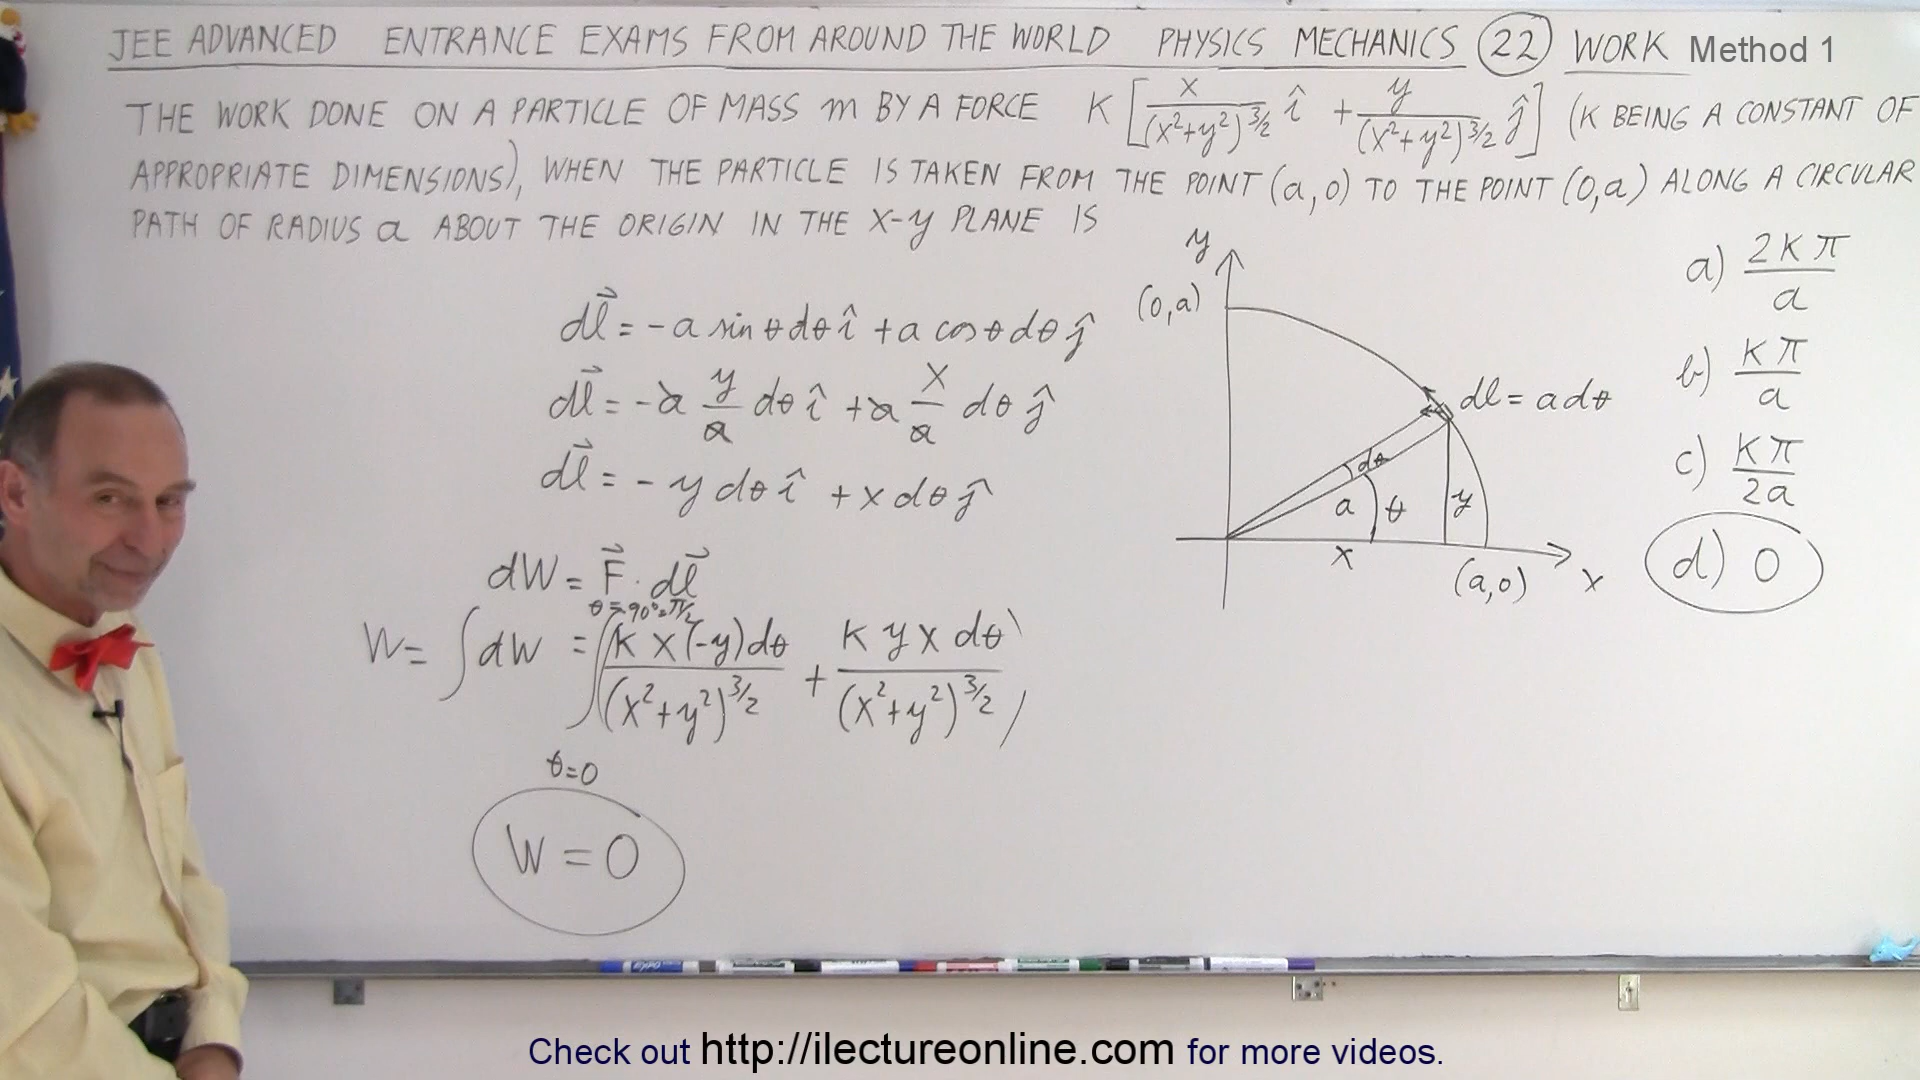 JEE ADVANCED ENTRANCE EXAMS FROM AROUND THE WORLD PHYSICS MECHANICS 22 WORK Method 1
THE WORK DONE ON A PARTICLE OF MASS m BY A FORCE K [x/(x²+y²)^3/2 î + y/(x²+y²)^3/2 ĵ] (K BEING A CONSTANT OF
APPROPRIATE DIMENSIONS), WHEN THE PARTICLE IS TAKEN FROM THE POINT (a,0) TO THE POINT (0,a) ALONG A CIRCULAR
PATH OF RADIUS a ABOUT THE ORIGIN IN THE X-y PLANE IS
dl⃗ = -a sin θ dθ î + a cos θ dθ ĵ
dl⃗ = -a y/a dθ î + a x/a dθ ĵ
dl⃗ = -y dθ î + x dθ ĵ
dW = F⃗ · dl⃗
θ=90°=π/2
W = ∫dW = ∫(K x(-y)dθ/(x²+y²)^3/2 + K y x dθ/(x²+y²)^3/2)
θ=0
W = 0
y
(0,a)
dl = a dθ
dθ
a θ y
x
(a,0) x
a) 2Kπ/a
b) Kπ/a
c) Kπ/2a
d) 0
EXPO
Check out http://ilectureonline.com for more videos.